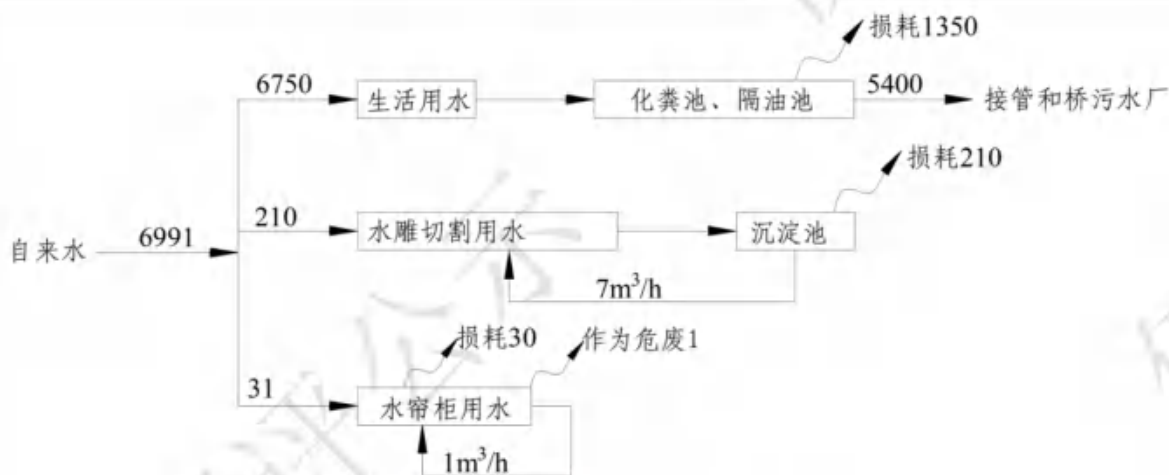 损耗1350
6750
生活用水
化粪池、隔油池
5400
接管和桥污水厂
损耗210
210
水雕切割用水
沉淀池
自来水
6991
7m³/h
损耗30
作为危废1
31
水帘柜用水
1m³/h